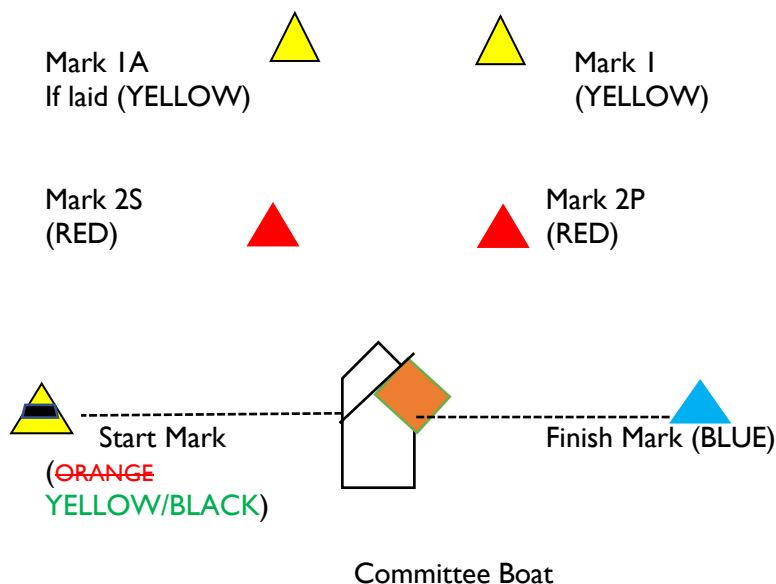 Mark 1A
If laid (YELLOW)
Mark 1
(YELLOW)
Mark 2S
(RED)
Mark 2P
(RED)
Start Mark
(ORANGE
YELLOW/BLACK)
Finish Mark (BLUE)
Committee Boat